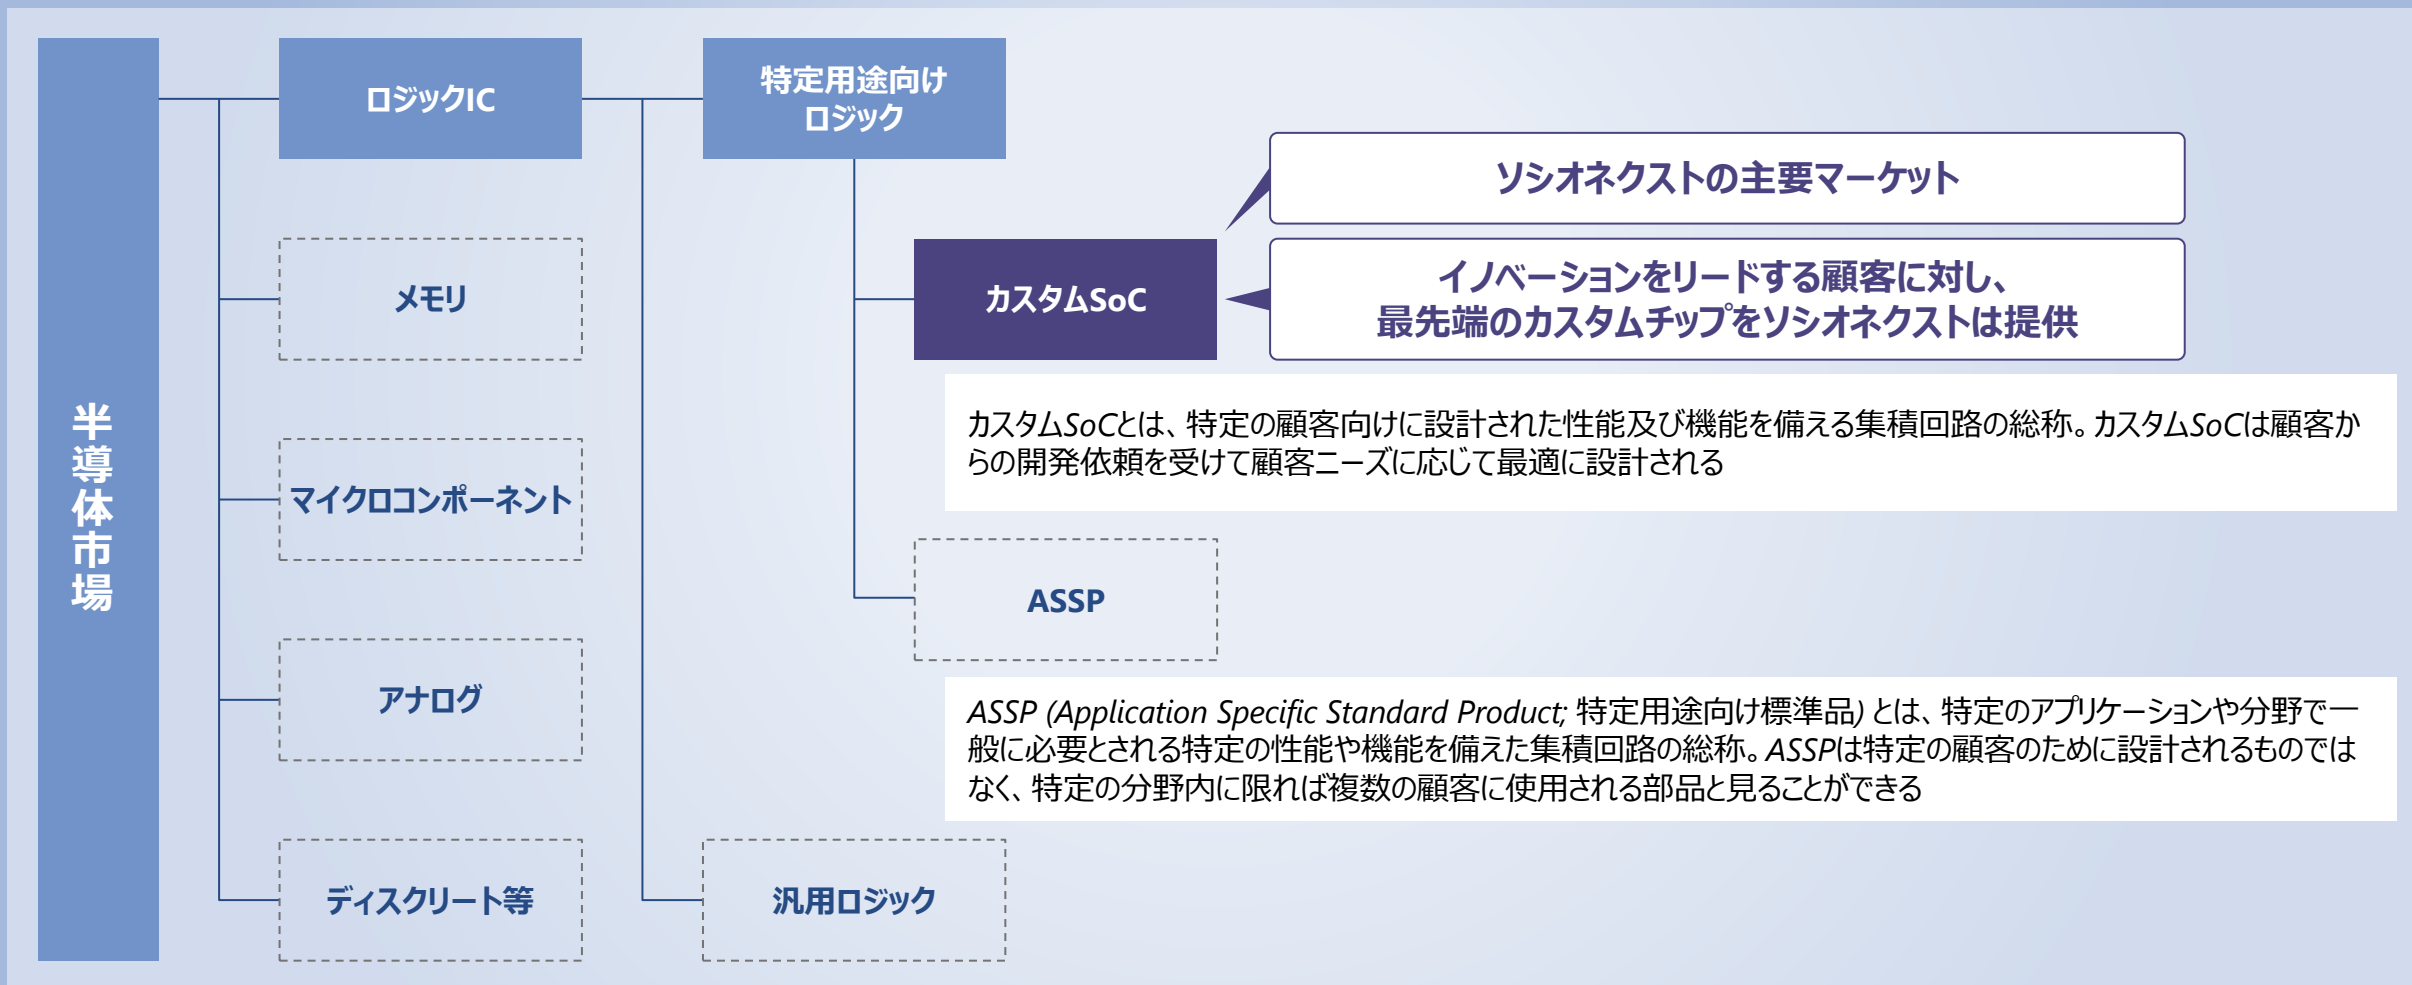 半導体市場
ロジックIC
メモリ
マイクロコンポーネント
アナログ
ディスクリート等
特定用途向け
ロジック
汎用ロジック
カスタムSoC
ソシオネクストの主要マーケット
イノベーションをリードする顧客に対し、
最先端のカスタムチップをソシオネクストは提供
カスタムSoCとは、特定の顧客向けに設計された性能及び機能を備える集積回路の総称。カスタムSoCは顧客か
らの開発依頼を受けて顧客ニーズに応じて最適に設計される
ASSP
ASSP (Application Specific Standard Product; 特定用途向け標準品) とは、特定のアプリケーションや分野で一
般に必要とされる特定の性能や機能を備えた集積回路の総称。ASSPは特定の顧客のために設計されるものでは
なく、特定の分野内に限れば複数の顧客に使用される部品と見ることができる